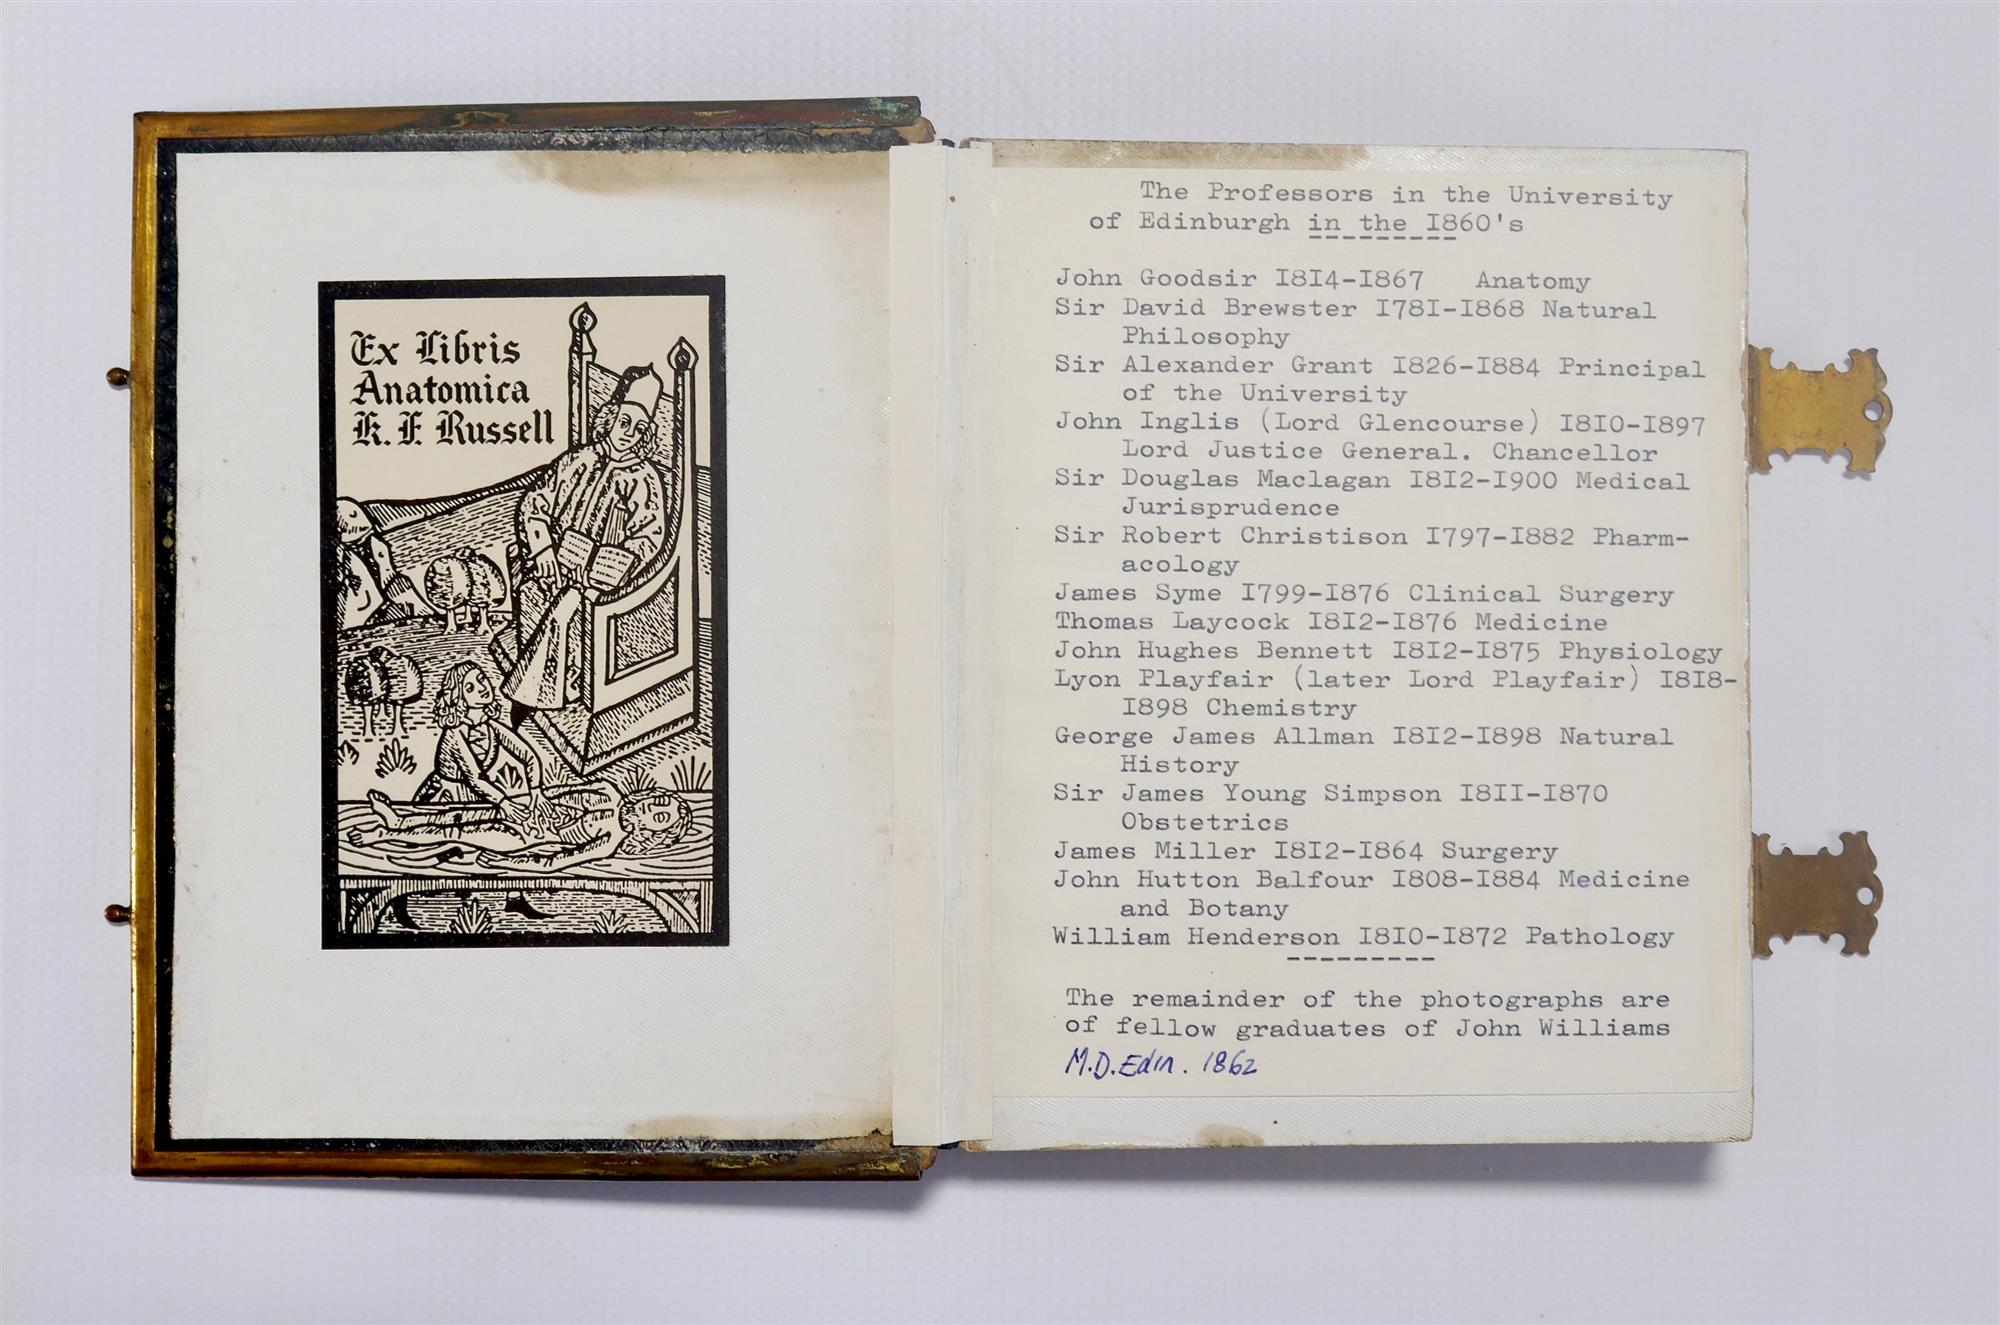 Ex Libris
Anatomica
K. F. Russell
The Professors in the University
of Edinburgh in the I860's
John Goodsir I8I4-I867 Anatomy
Sir David Brewster I78I-I868 Natural
Philosophy
Sir Alexander Grant I826-I884 Principal
of the University
John Inglis (Lord Glencourse) I8I0-I897
Lord Justice General. Chancellor
Sir Douglas Maclagan I8I2-I900 Medical
Jurisprudence
Sir Robert Christison I797-I882 Pharm-
acology
James Syme I799-I876 Clinical Surgery
Thomas Laycock I8I2-I876 Medicine
John Hughes Bennett I8I2-I875 Physiology
Lyon Playfair (later Lord Playfair) I8I8-
I898 Chemistry
George James Allman I8I2-I898 Natural
History
Sir James Young Simpson I8II-I870
Obstetrics
James Miller I8I2-I864 Surgery
John Hutton Balfour I808-I884 Medicine
and Botany
William Henderson I8I0-I872 Pathology
---------
The remainder of the photographs are
of fellow graduates of John Williams
M.D. Edin. 1862